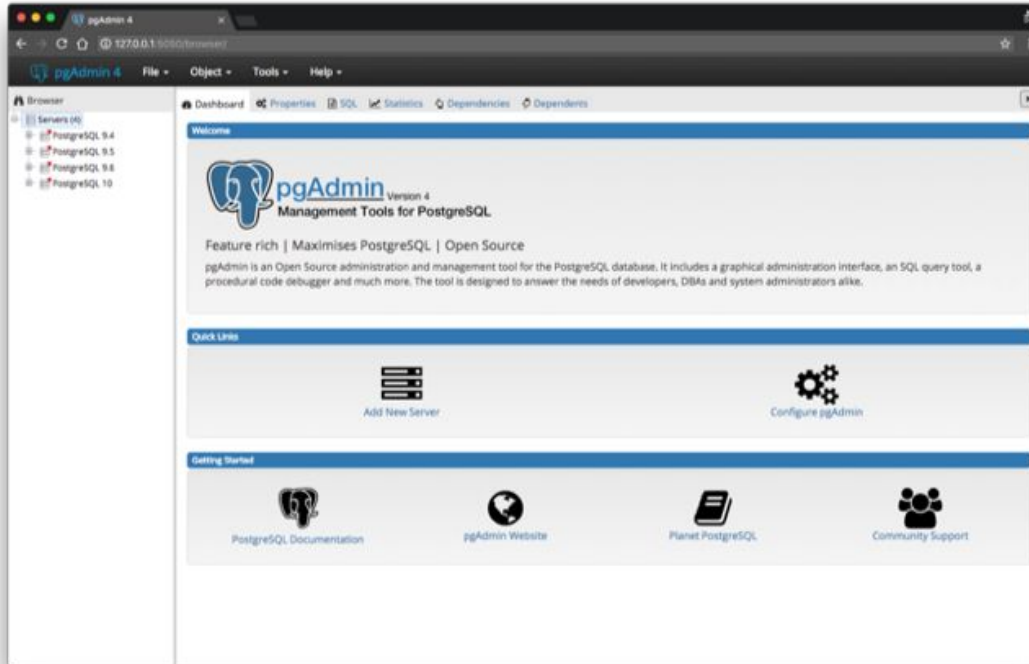 pgAdmin 4
127.0.0.1:5050/browser/
pgAdmin 4 File Object Tools Help
Browser
Servers (4)
PostgreSQL 9.4
PostgreSQL 9.5
PostgreSQL 9.6
PostgreSQL 10
Dashboard Properties SQL Statistics Dependencies Dependents
Welcome
pgAdmin Version 4
Management Tools for PostgreSQL
Feature rich | Maximises PostgreSQL | Open Source
pgAdmin is an Open Source administration and management tool for the PostgreSQL database. It includes a graphical administration interface, an SQL query tool, a
procedural code debugger and much more. The tool is designed to answer the needs of developers, DBAs and system administrators alike.
Quick Links
Add New Server Configure pgAdmin
Getting Started
PostgreSQL Documentation pgAdmin Website Planet PostgreSQL Community Support